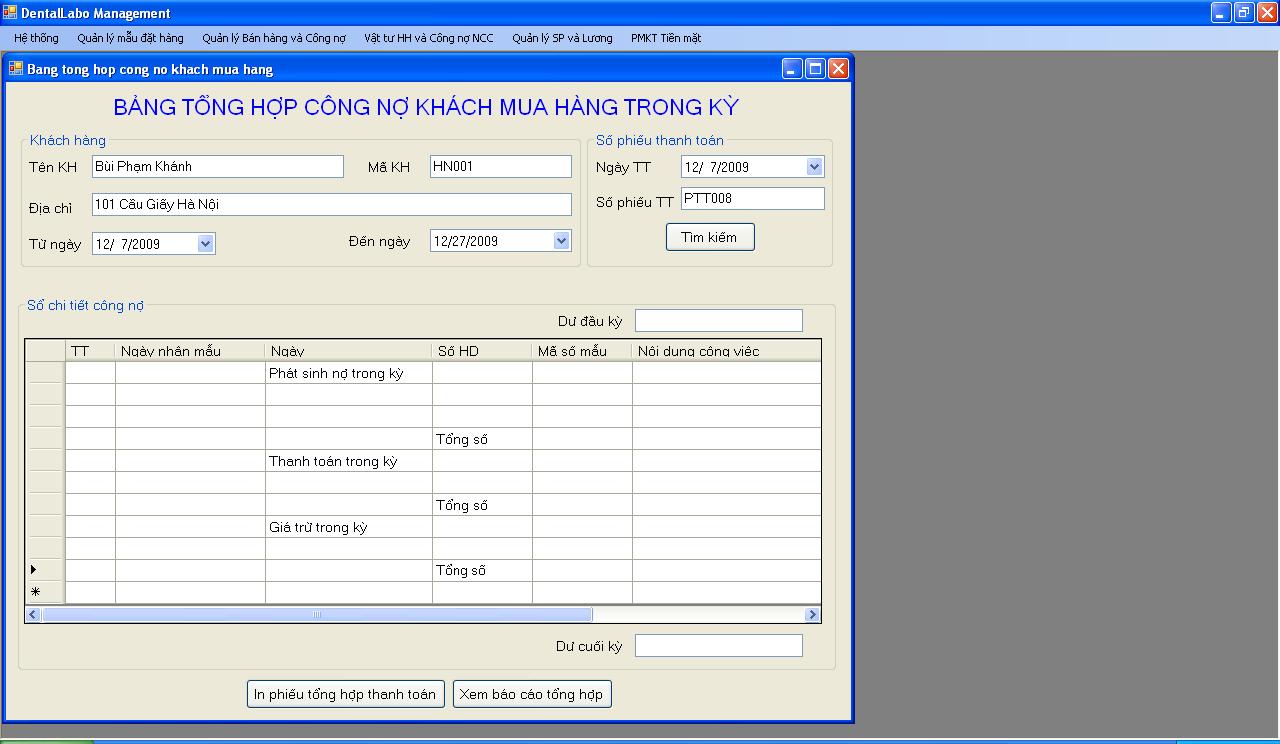 DentalLabo Management
Hệ thống Quản lý mẫu đặt hàng Quản lý Bán hàng và Công nợ Vật tư HH và Công nợ NCC Quản lý SP và Lương PMKT Tiền mặt
Bang tong hop cong no khach mua hang
BẢNG TỔNG HỢP CÔNG NỢ KHÁCH MUA HÀNG TRONG KỲ
Khách hàng
Tên KH Bùi Phạm Khánh Mã KH HN001
Địa chỉ 101 Cầu Giấy Hà Nội
Từ ngày 12/ 7/2009 Đến ngày 12/27/2009
Số phiếu thanh toán
Ngày TT 12/ 7/2009
Số phiếu TT PTT008
Tìm kiếm
Sổ chi tiết công nợ
Dư đầu kỳ
TT Ngày nhận mẫu Ngày Số HD Mã số mẫu Nội dung công việc
Phát sinh nợ trong kỳ
Tổng số
Thanh toán trong kỳ
Tổng số
Giá trừ trong kỳ
Tổng số
Dư cuối kỳ
In phiếu tổng hợp thanh toán Xem báo cáo tổng hợp